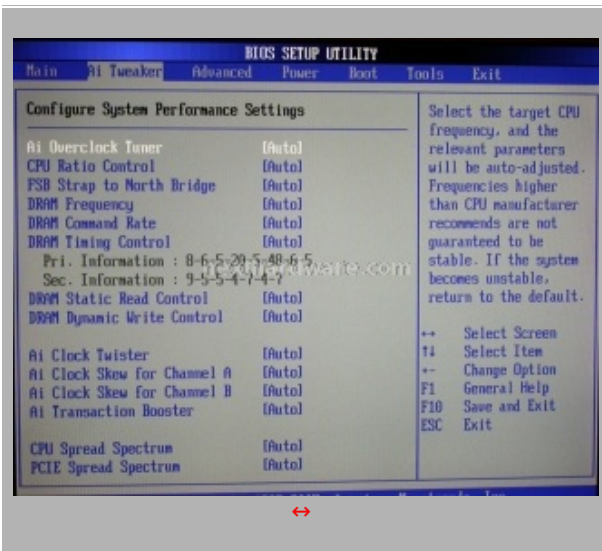 BIOS SETUP UTILITY
Main Ai Tweaker Advanced Power Boot Tools Exit
Configure System Performance Settings
Ai Overclock Tuner [Auto]
CPU Ratio Control [Auto]
FSB Strap to North Bridge [Auto]
DRAM Frequency [Auto]
DRAM Command Rate [Auto]
DRAM Timing Control [Auto]
Pri. Information : 8-6-5-20-5-48-6-5
Sec. Information : 9-5-5-4-7-4-7
DRAM Static Read Control [Auto]
DRAM Dynamic Write Control [Auto]
Ai Clock Twister [Auto]
Ai Clock Skew for Channel A [Auto]
Ai Clock Skew for Channel B [Auto]
Ai Transaction Booster [Auto]
CPU Spread Spectrum [Auto]
PCIE Spread Spectrum [Auto]
Select the target CPU
frequency, and the
relevant parameters
will be auto-adjusted.
Frequencies higher
than CPU manufacturer
recommends are not
guaranteed to be
stable. If the system
becomes unstable,
return to the default.
↔ Select Screen
↑↓ Select Item
+- Change Option
F1 General Help
F10 Save and Exit
ESC Exit
nexthardware.com